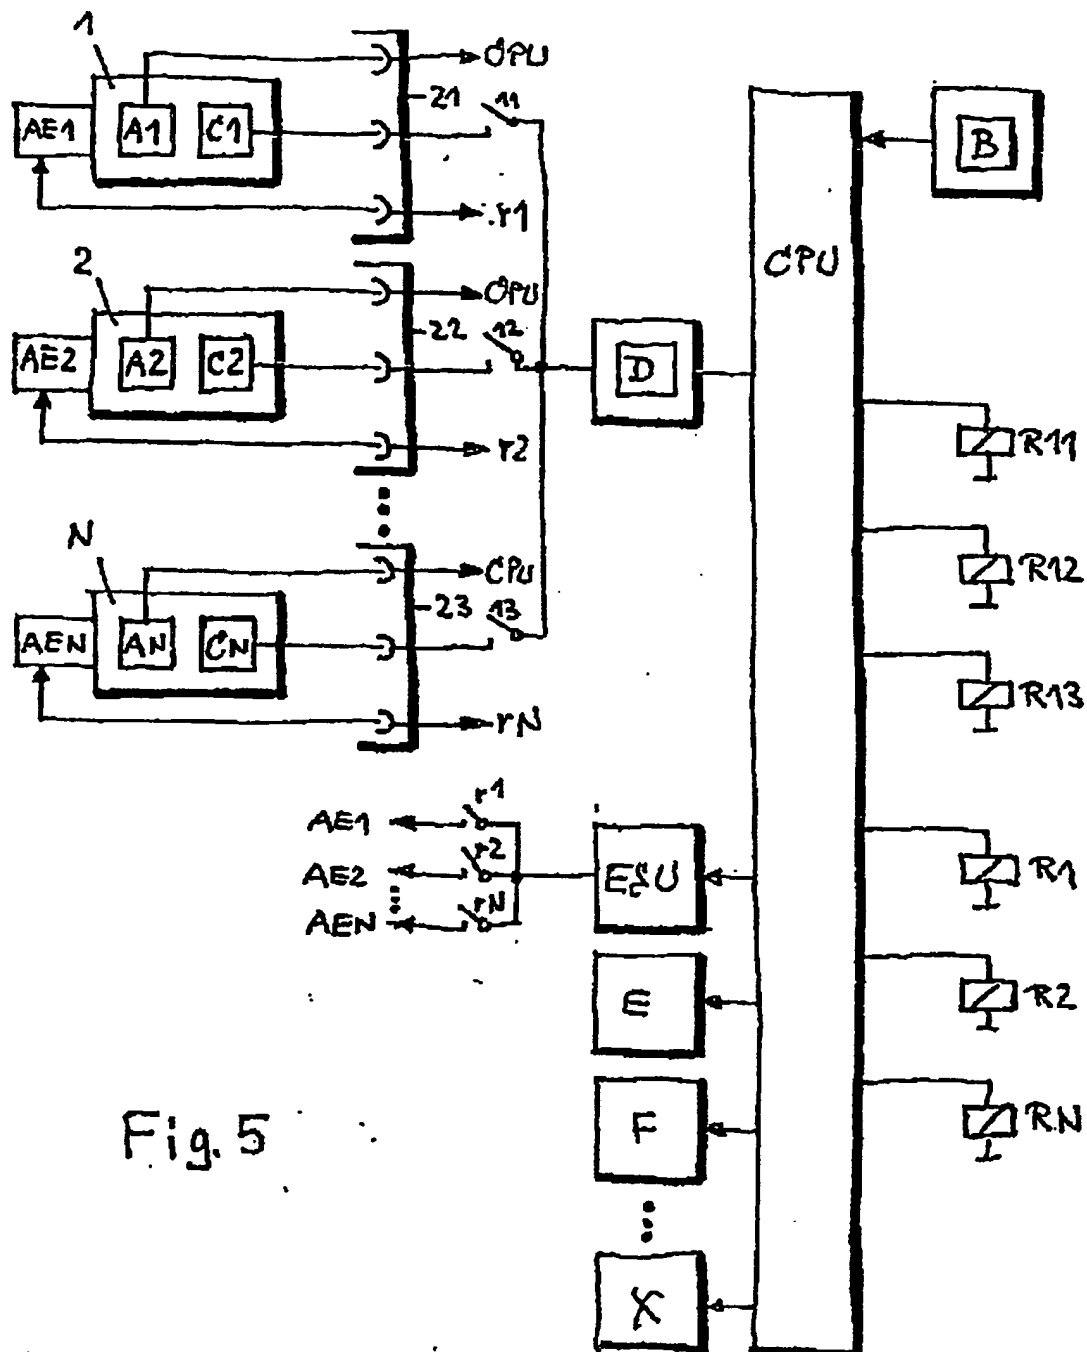 1
CPU
AE1
A1
C1
21
11
r1
B
CPU
2
CPU
AE2
A2
C2
22
12
D
r2
R11
N
CPU
R12
AEN
AN
CN
23
13
R13
rN
AE1
r1
AE2
r2
ESU
R1
AEN
rN
E
R2
Fig. 5
F
RN
X